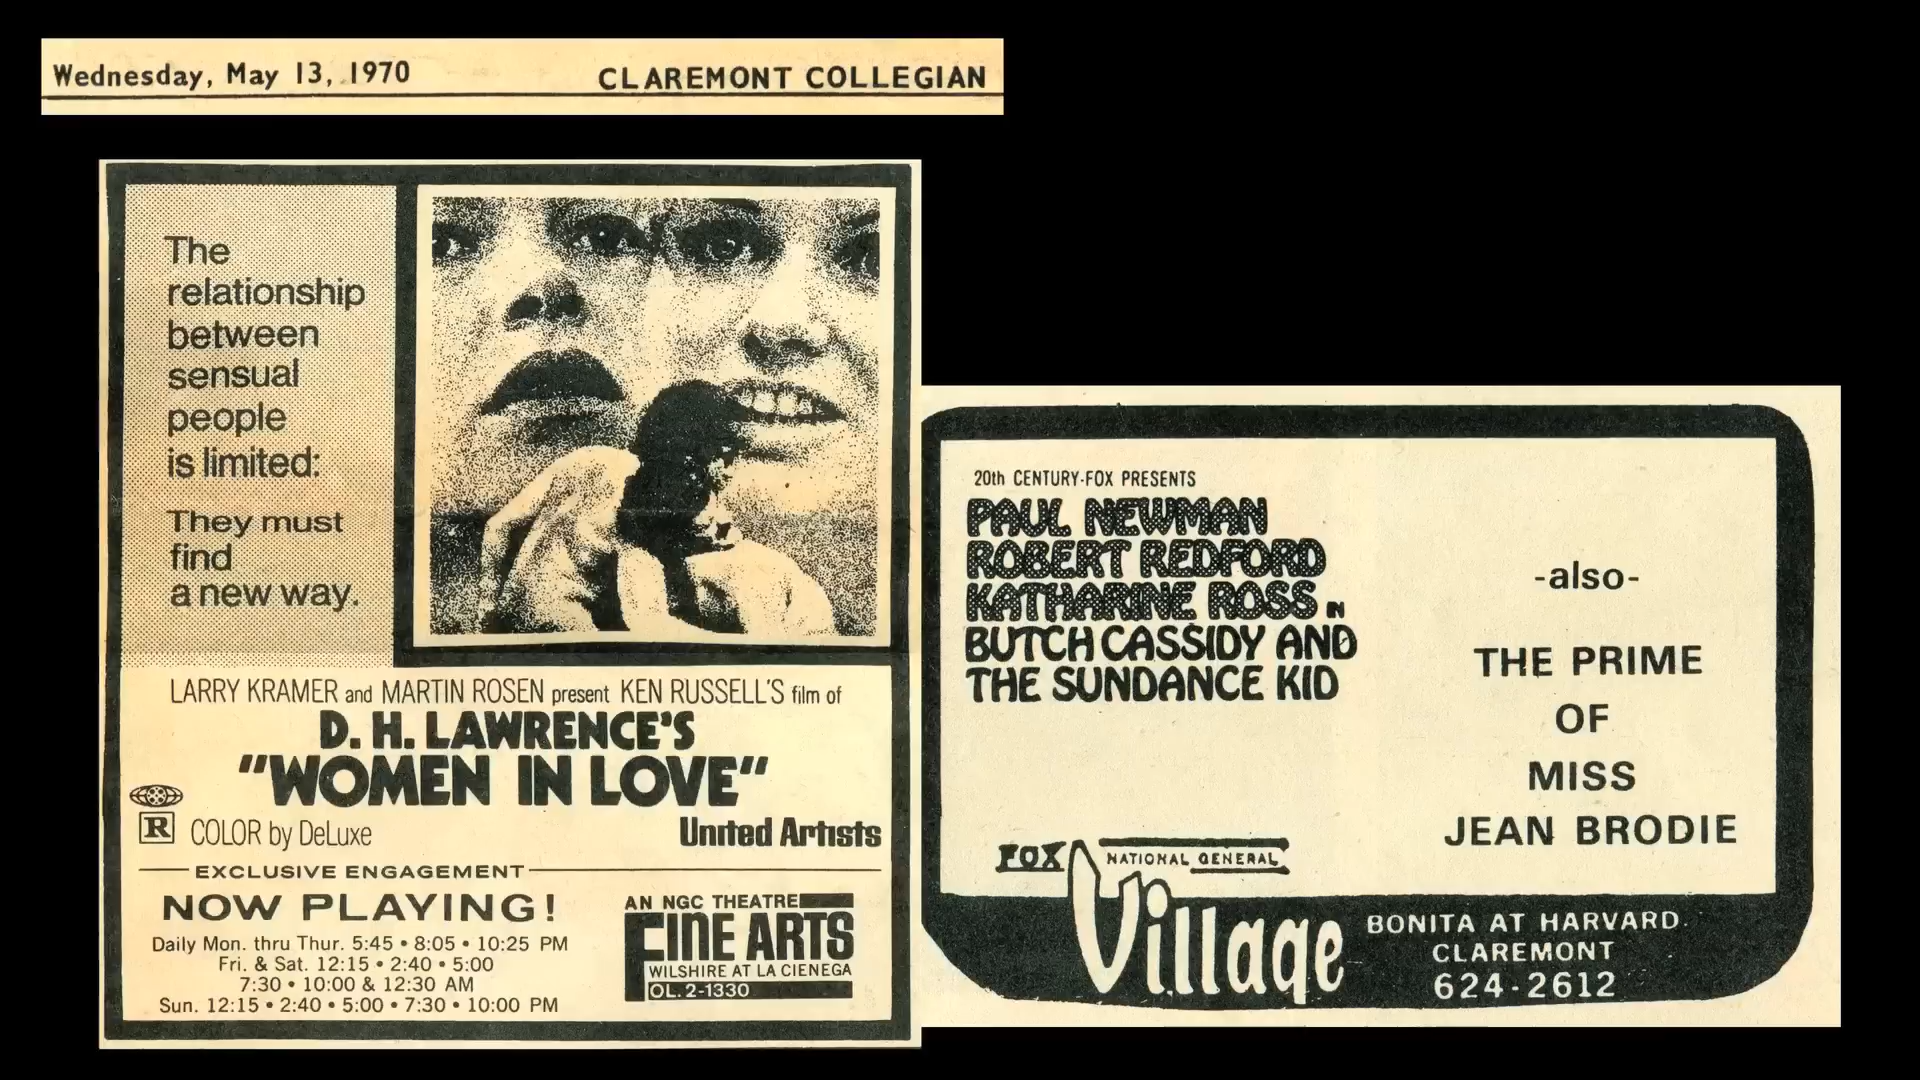 Wednesday, May 13, 1970
CLAREMONT COLLEGIAN
The
relationship
between
sensual
people
is limited:
They must
find
a new way.
LARRY KRAMER and MARTIN ROSEN present KEN RUSSELL'S film of
D. H. LAWRENCE'S
"WOMEN IN LOVE"
R
COLOR by DeLuxe
United Artists
EXCLUSIVE ENGAGEMENT
NOW PLAYING!
Daily Mon. thru Thur. 5:45 • 8:05 • 10:25 PM
Fri. & Sat. 12:15 • 2:40 • 5:00
7:30 • 10:00 & 12:30 AM
Sun. 12:15 • 2:40 • 5:00 • 7:30 • 10:00 PM
AN NGC THEATRE
FINE ARTS
WILSHIRE AT LA CIENEGA
OL. 2-1330
20th CENTURY-FOX PRESENTS
PAUL NEWMAN
ROBERT REDFORD
KATHARINE ROSS IN
BUTCH CASSIDY AND
THE SUNDANCE KID
-also-
THE PRIME
OF
MISS
JEAN BRODIE
FOX
NATIONAL GENERAL
Village
BONITA AT HARVARD
CLAREMONT
624-2612